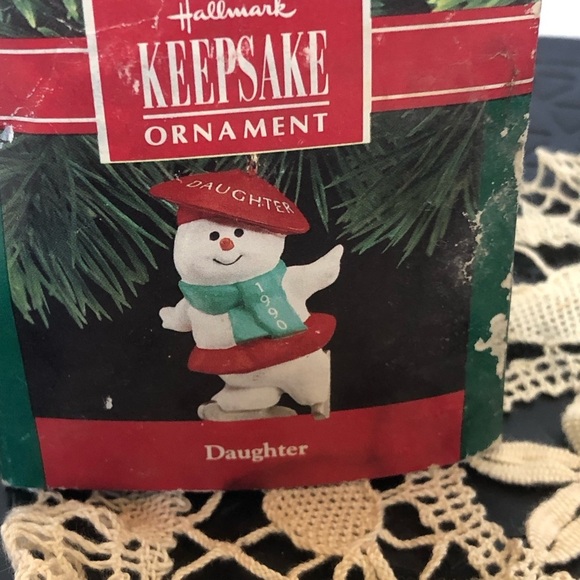 Hallmark
KEEPSAKE
ORNAMENT
DAUGHTER
1990
Daughter